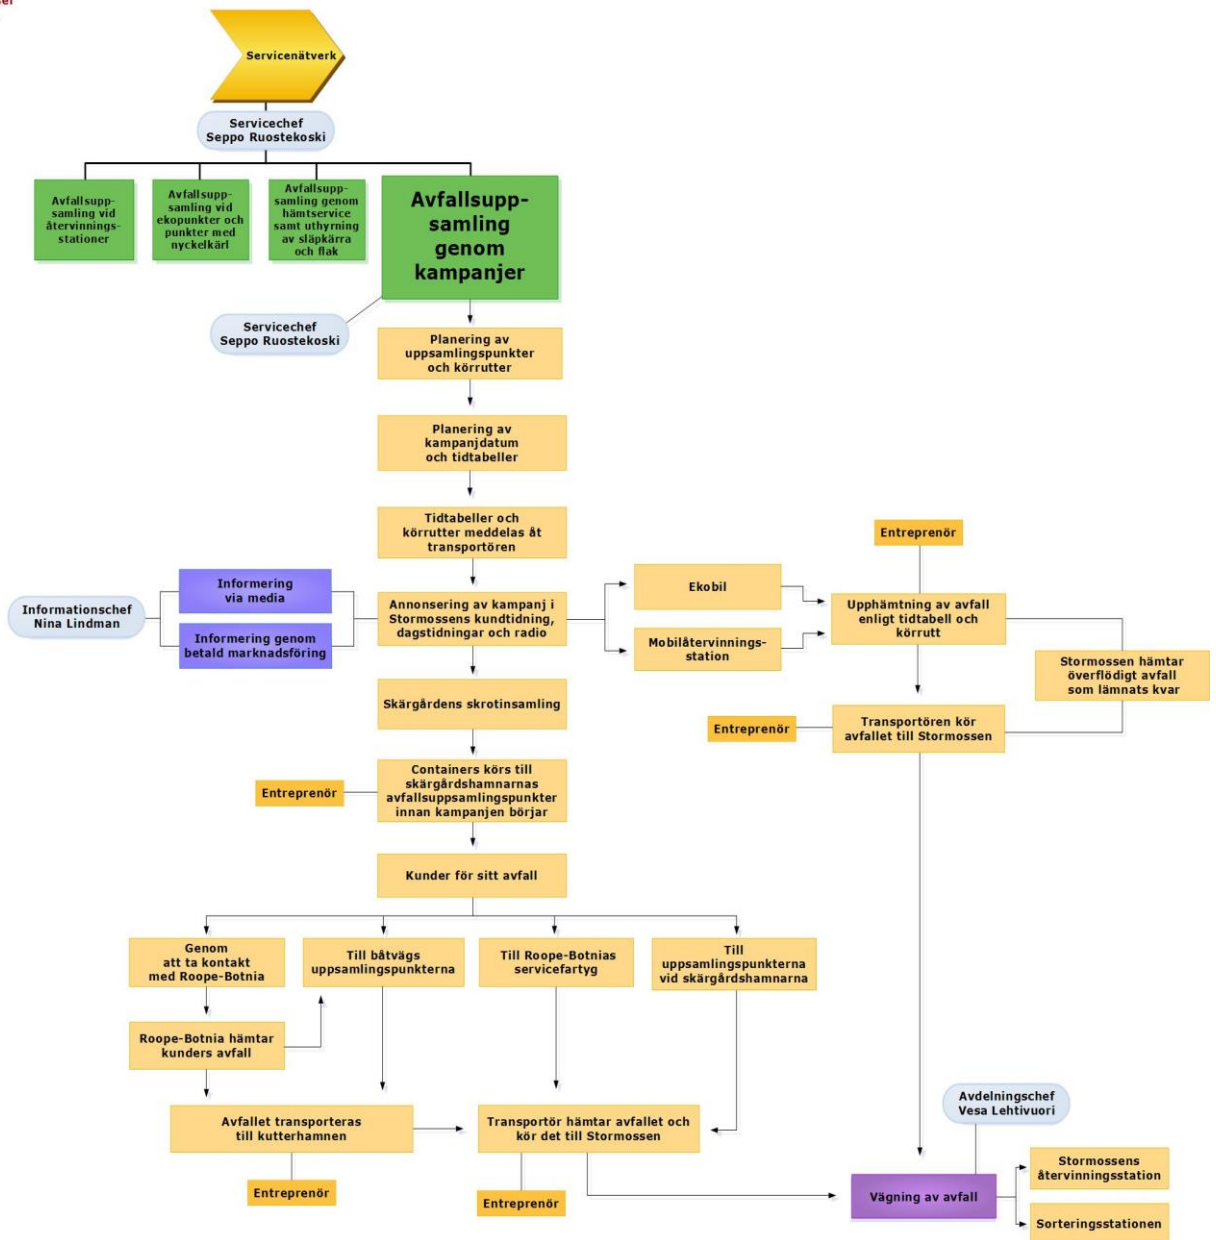 Servicenätverk
Servicechef
Seppo Ruostekoski
Avfallsupp-
samling vid
återvinnings-
stationer
Avfallsupp-
samling vid
ekopunkter och
punkter med
nyckelkärl
Avfallsupp-
samling genom
hämtservice
samt uthyrning
av släpkärra
och flak
Avfallsupp-
samling
genom
kampanjer
Servicechef
Seppo Ruostekoski
Planering av
uppsamlingspunkter
och körrutter
Planering av
kampanjdatum
och tidtabeller
Tidtabeller och
körrutter meddelas åt
transportören
Entreprenör
Informationschef
Nina Lindman
Informering
via media
Informering genom
betald marknadsföring
Annonsering av kampanj i
Stormossens kundtidning,
dagstidningar och radio
Ekobil
Mobilåtervinnings-
station
Upphämtning av avfall
enligt tidtabell och
körrutt
Stormossen hämtar
överflödigt avfall
som lämnats kvar
Skärgårdens skrotinsamling
Entreprenör
Transportören kör
avfallet till Stormossen
Entreprenör
Containers körs till
skärgårdshamnarnas
avfallsuppsamlingspunkter
innan kampanjen börjar
Kunder för sitt avfall
Genom
att ta kontakt
med Roope-Botnia
Till båtvägs
uppsamlingspunkterna
Till Roope-Botnias
servicefartyg
Till
uppsamlingspunkterna
vid skärgårdshamnarna
Roope-Botnia hämtar
kunders avfall
Avfallet transporteras
till kutterhamnen
Transportör hämtar avfallet och
kör det till Stormossen
Avdelningschef
Vesa Lehtivuori
Entreprenör
Entreprenör
Vägning av avfall
Stormossens
återvinningsstation
Sorteringsstationen